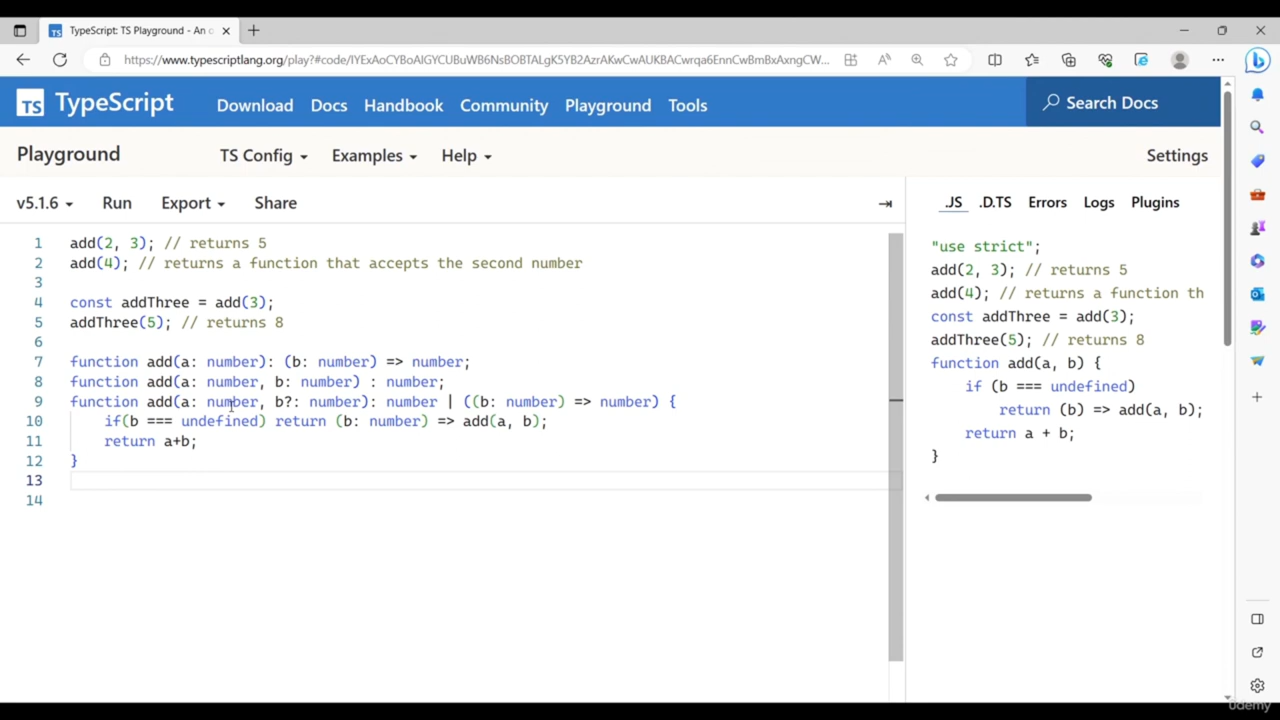 TypeScript: TS Playground - An o
https://www.typescriptlang.org/play?#code/IYExAoCYBoAIGYCUBuWB6NsBOBTALgK5YB2AzrAKwCwAUKBACwrqa6EnnCwBmBxAxngCW...
TS TypeScript Download Docs Handbook Community Playground Tools Search Docs
Playground TS Config Examples Help Settings
v5.1.6 Run Export Share .JS .D.TS Errors Logs Plugins
1 add(2, 3); // returns 5
2 add(4); // returns a function that accepts the second number
3
4 const addThree = add(3);
5 addThree(5); // returns 8
6
7 function add(a: number): (b: number) => number;
8 function add(a: number, b: number) : number;
9 function add(a: number, b?: number): number | ((b: number) => number) {
10 if(b === undefined) return (b: number) => add(a, b);
11 return a+b;
12 }
13
14
"use strict";
add(2, 3); // returns 5
add(4); // returns a function th
const addThree = add(3);
addThree(5); // returns 8
function add(a, b) {
if (b === undefined)
return (b) => add(a, b);
return a + b;
}
udemy